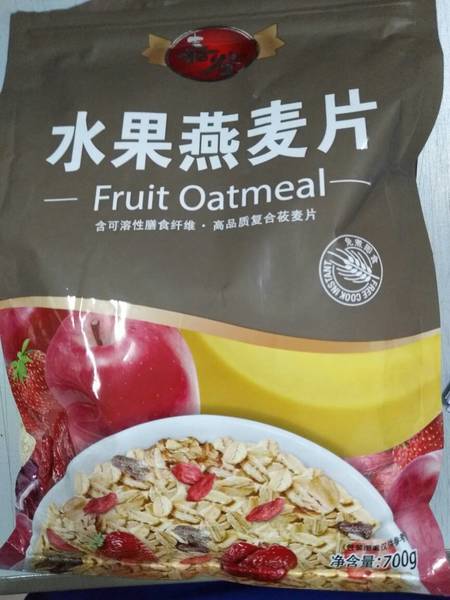 水果燕麦片
Fruit Oatmeal
含可溶性膳食纤维·高品质复合莜麦片
免煮即食
FREE COOK INSTANT
净含量:700g